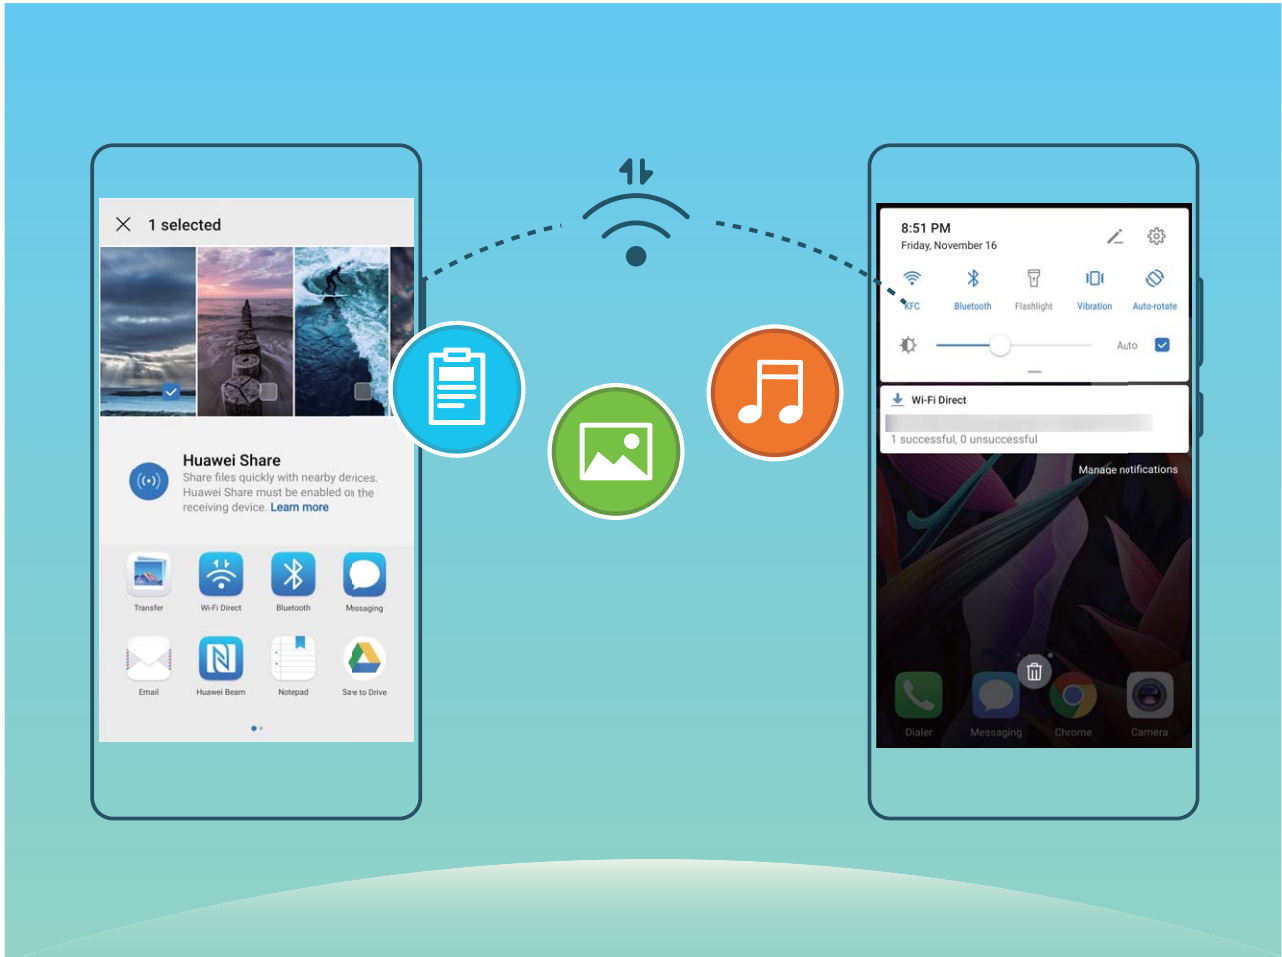 1 selected
Huawei Share
Share files quickly with nearby devices.
Huawei Share must be enabled on the
receiving device. Learn more
Transfer
Wi-Fi Direct
Bluetooth
Messaging
Email
Huawei Beam
Notepad
Save to Drive
8:51 PM
Friday, November 16
KFC
Bluetooth
Flashlight
Vibration
Auto-rotate
Auto
Wi-Fi Direct
1 successful, 0 unsuccessful
Manage notifications
Dialer
Messaging
Chrome
Camera